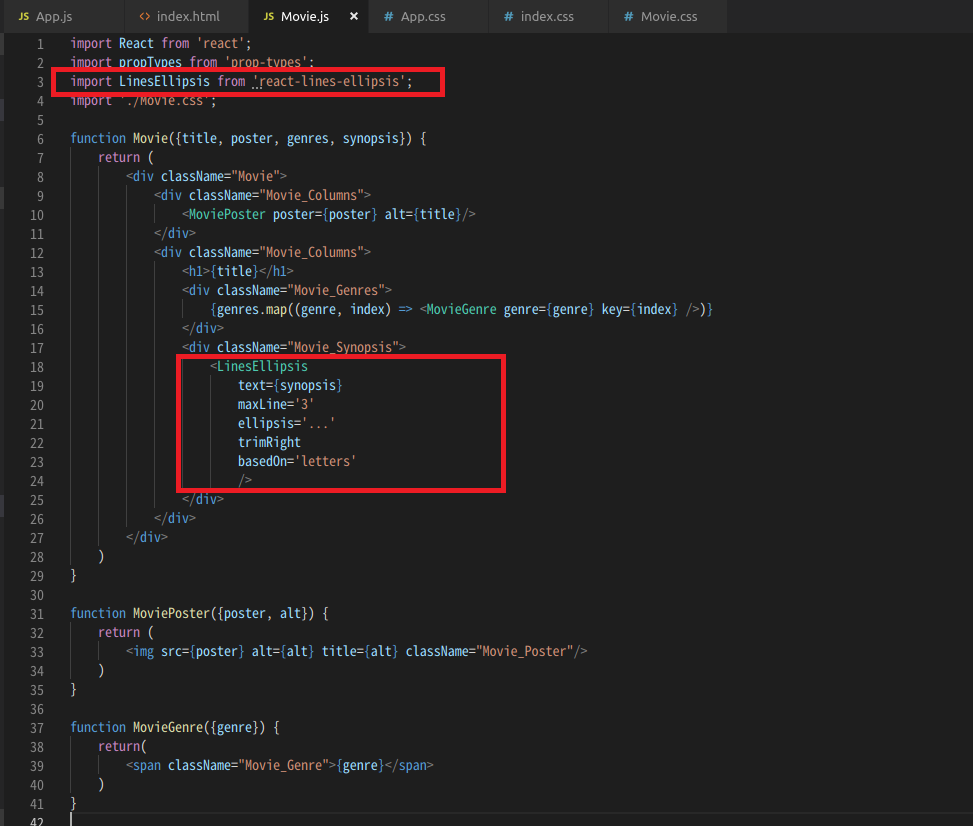 JS App.js <> index.html JS Movie.js × # App.css # index.css # Movie.css
1 import React from 'react';
2 import propTypes from 'prop-types';
3 import LinesEllipsis from 'react-lines-ellipsis';
4 import './Movie.css';
5
6 function Movie({title, poster, genres, synopsis}) {
7 return (
8 <div className="Movie">
9 <div className="Movie_Columns">
10 <MoviePoster poster={poster} alt={title}/>
11 </div>
12 <div className="Movie_Columns">
13 <h1>{title}</h1>
14 <div className="Movie_Genres">
15 {genres.map((genre, index) => <MovieGenre genre={genre} key={index} />)}
16 </div>
17 <div className="Movie_Synopsis">
18 <LinesEllipsis
19 text={synopsis}
20 maxLine='3'
21 ellipsis='...'
22 trimRight
23 basedOn='letters'
24 />
25 </div>
26 </div>
27 </div>
28 )
29 }
30
31 function MoviePoster({poster, alt}) {
32 return (
33 <img src={poster} alt={alt} title={alt} className="Movie_Poster"/>
34 )
35 }
36
37 function MovieGenre({genre}) {
38 return(
39 <span className="Movie_Genre">{genre}</span>
40 )
41 }
42